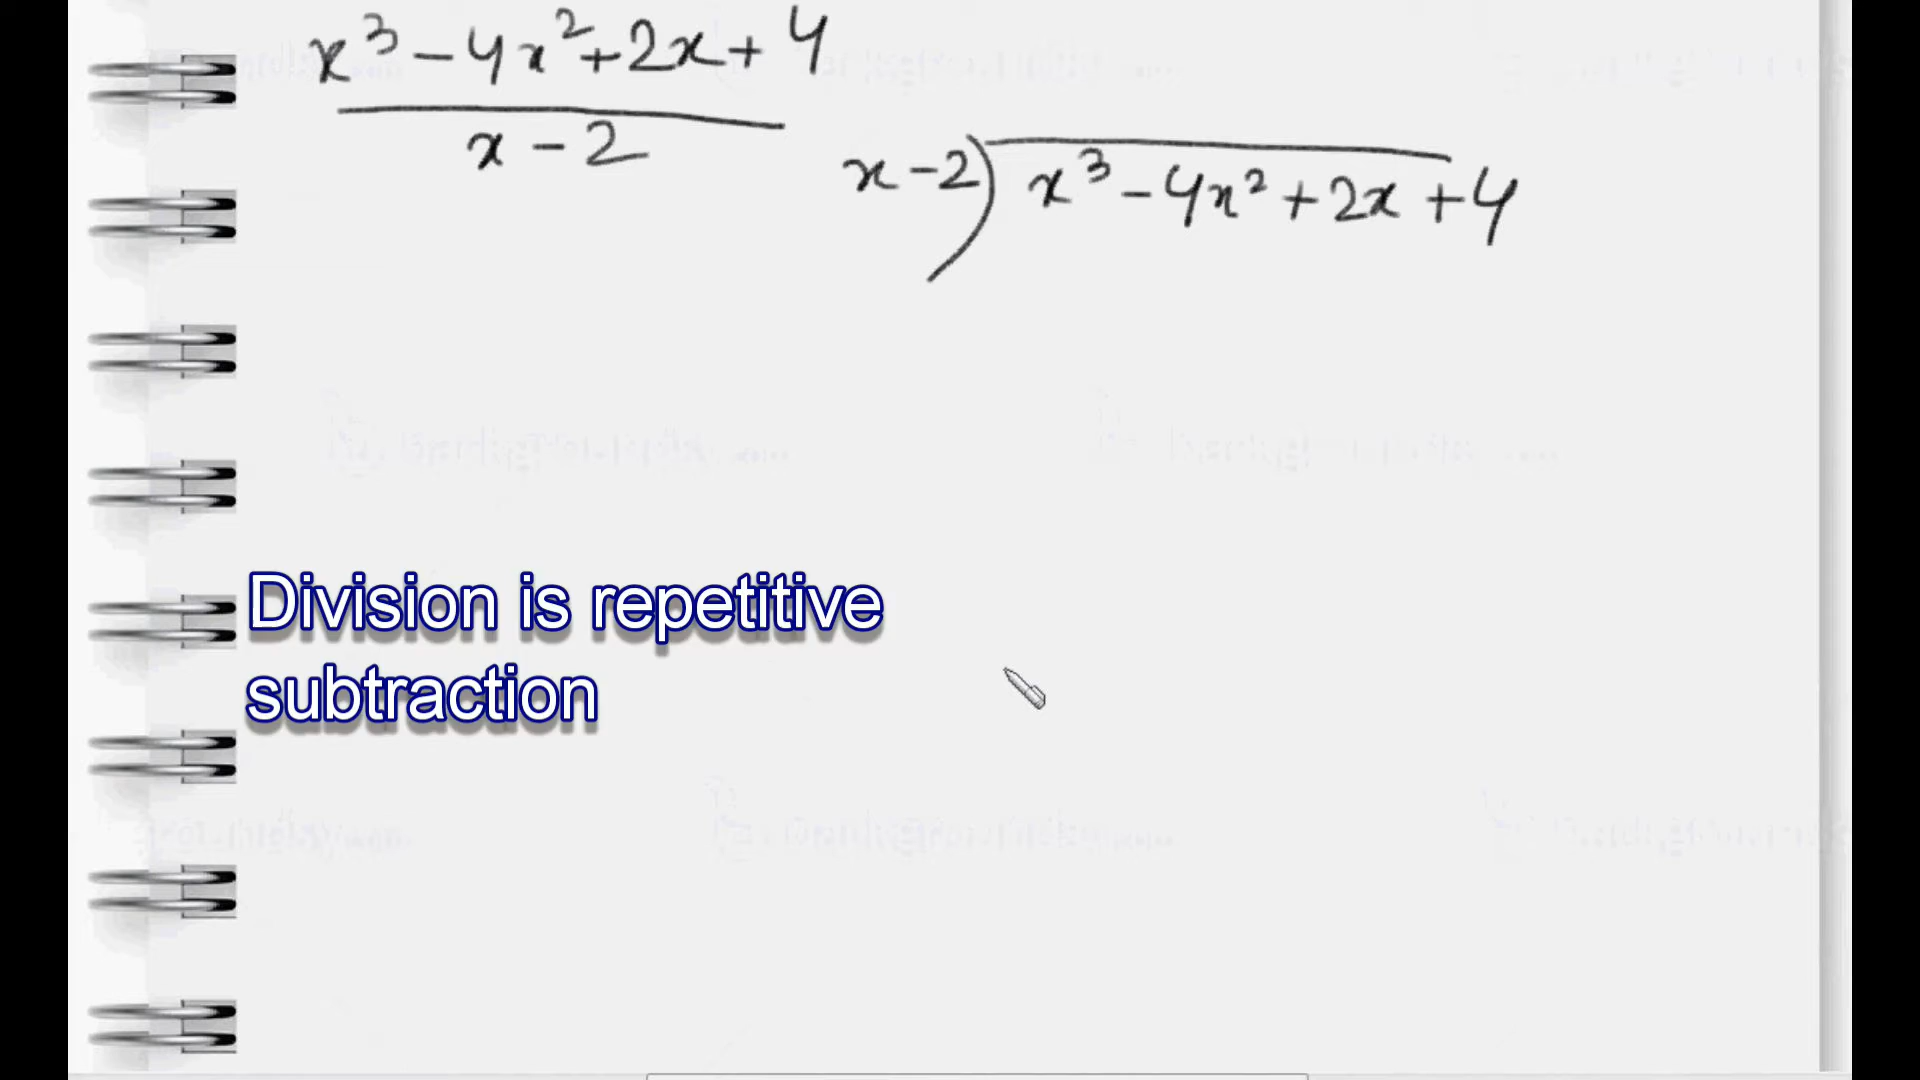 x³ - 4x² + 2x + 4
x - 2
x - 2) x³ - 4x² + 2x + 4
Division is repetitive
subtraction